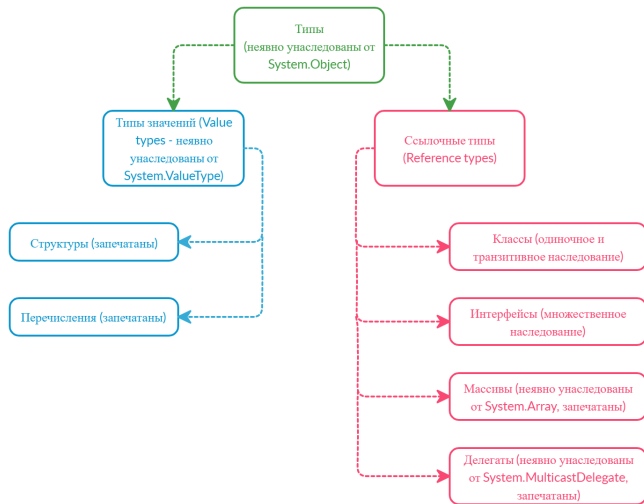 Типы
(неявно унаследованы от
System.Object)
Типы значений (Value
types - неявно
унаследованы от
System.ValueType)
Ссылочные типы
(Reference types)
Структуры (запечатаны)
Классы (одиночное и
транзитивное наследование)
Перечисления (запечатаны)
Интерфейсы (множественное
наследование)
Массивы (неявно унаследованы
от System.Array, запечатаны)
Делегаты (неявно унаследованы
от System.MulticastDelegate,
запечатаны)